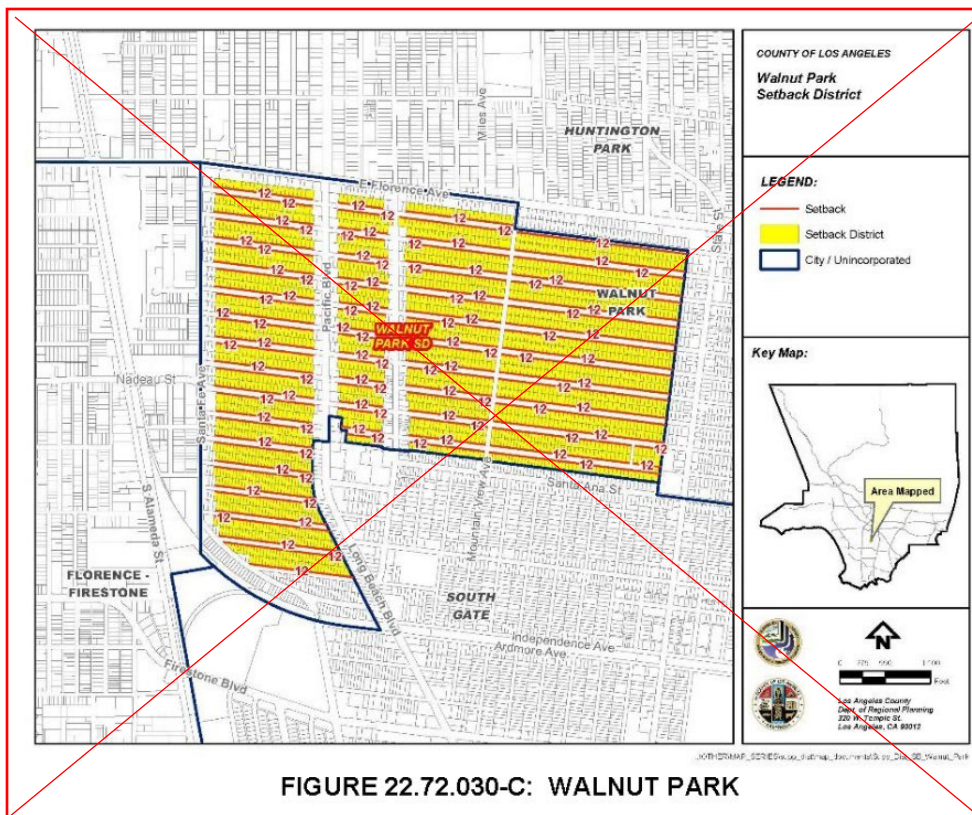 COUNTY OF LOS ANGELES
Walnut Park
Setback District
LEGEND:
Setback
Setback District
City / Unincorporated
Key Map:
Area Mapped
N
Feet
Los Angeles County
Dept. of Regional Planning
320 W. Temple St.
Los Angeles, CA 90012
Miles Ave
HUNTINGTON
PARK
E Florence Ave
State St
Pacific Blvd
WALNUT
PARK
WALNUT
PARK SD
12
Nadeau St
Santa Fe Ave
S Alameda St
Mountain View Ave
Santa Ana St
Long Beach Blvd
FLORENCE -
FIRESTONE
SOUTH
GATE
Independence Ave
Ardmore Ave
Firestone Blvd
FIGURE 22.72.030-C: WALNUT PARK